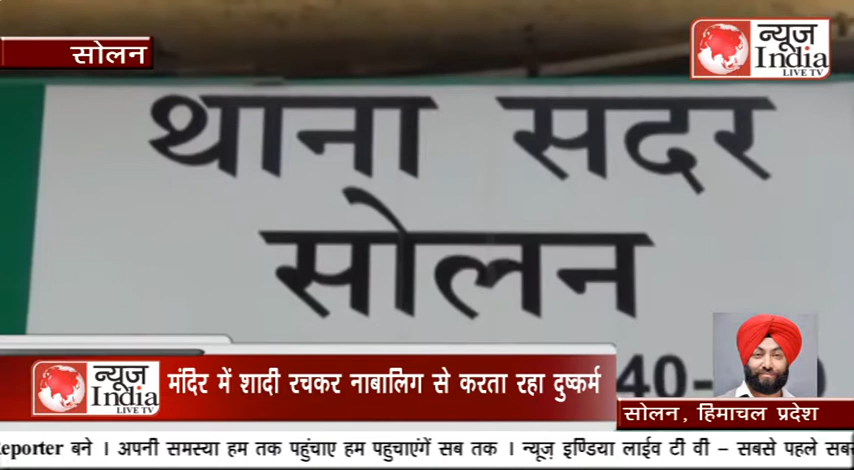 सोलन
न्यूज़
India
LIVE TV
थाना सदर
सोलन
40-
न्यूज़
India
LIVE TV
मंदिर में शादी रचकर नाबालिग से करता रहा दुष्कर्म
सोलन, हिमाचल प्रदेश
Reporter बने । अपनी समस्या हम तक पहुंचाए हम पहुचाएंगें सब तक । न्यूज़ इण्डिया लाईव टी वी - सबसे पहले